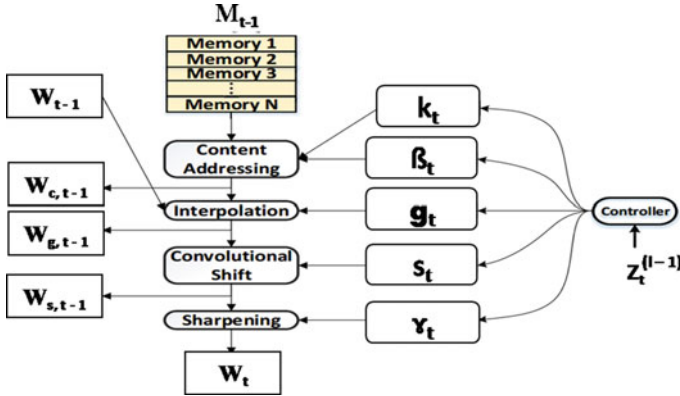 M_{t-1}
Memory 1
Memory 2
Memory 3
⋮
Memory N
W_{t-1}
k_t
Content
Addressing
ß_t
W_{c,t-1}
Interpolation
g_t
Controller
W_{g,t-1}
Convolutional
Shift
s_t
Z_t^{(l-1)}
W_{s,t-1}
Sharpening
ɣ_t
W_t